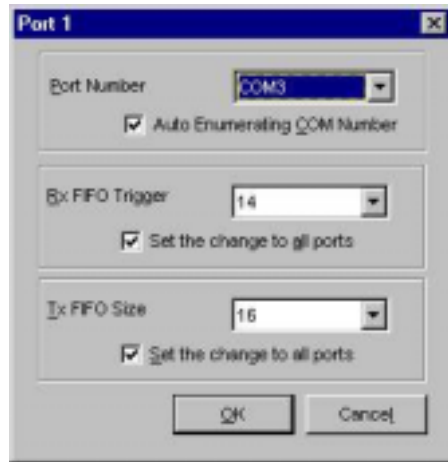 Port 1
Port Number COM3
Auto Enumerating COM Number
Rx FIFO Trigger 14
Set the change to all ports
Tx FIFO Size 16
Set the change to all ports
OK Cancel